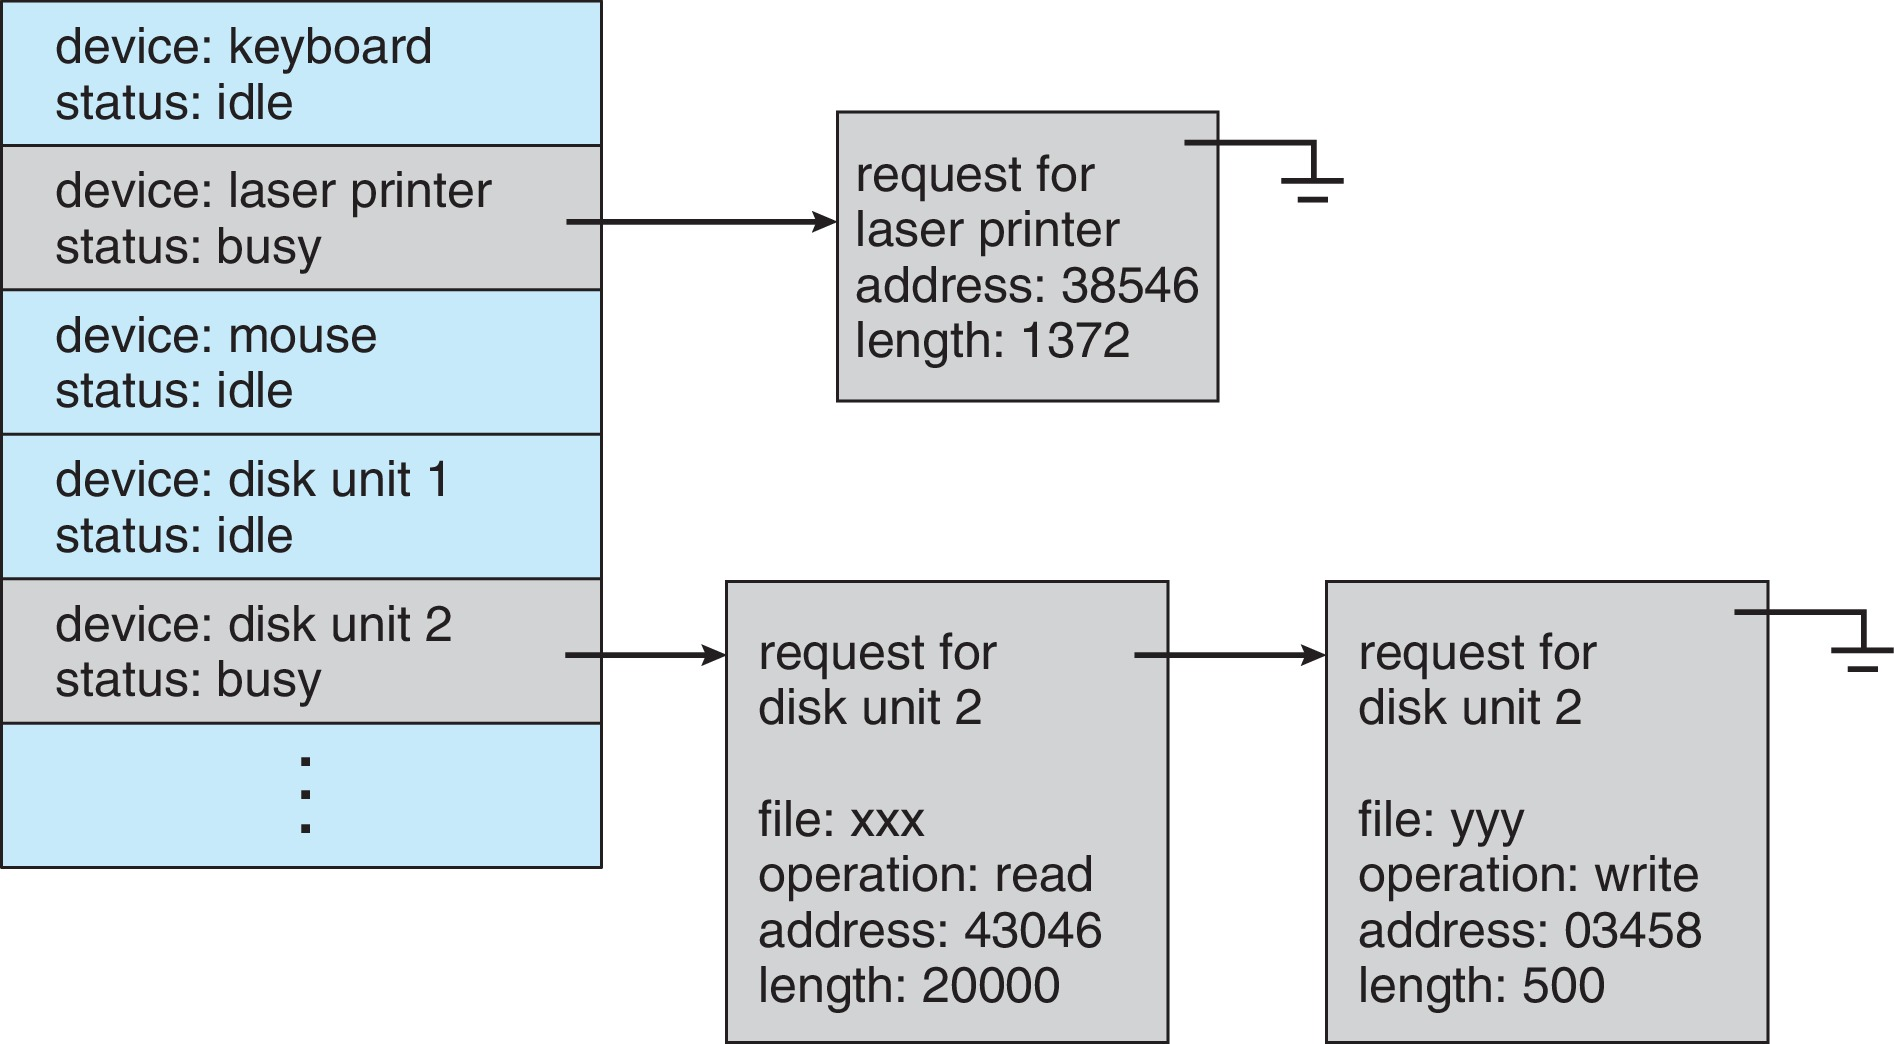 device: keyboard
status: idle
device: laser printer
status: busy
device: mouse
status: idle
device: disk unit 1
status: idle
device: disk unit 2
status: busy
request for
laser printer
address: 38546
length: 1372
request for
disk unit 2
file: xxx
operation: read
address: 43046
length: 20000
request for
disk unit 2
file: yyy
operation: write
address: 03458
length: 500